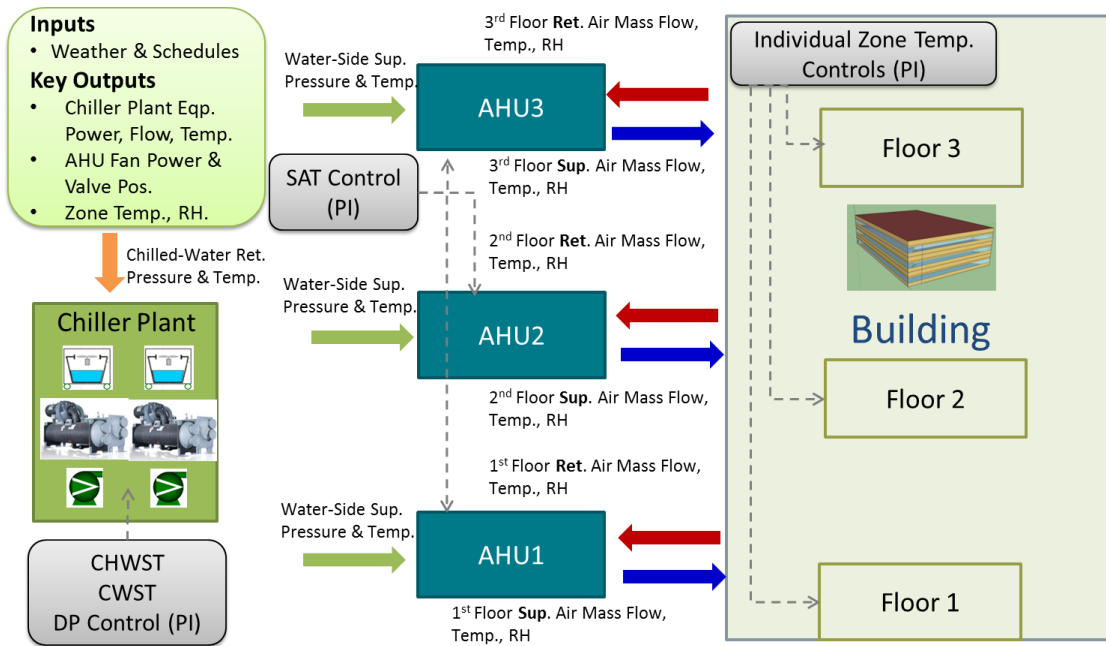 Inputs
• Weather & Schedules
Key Outputs
• Chiller Plant Eqp.
Power, Flow, Temp.
• AHU Fan Power &
Valve Pos.
• Zone Temp., RH.
Chilled-Water Ret.
Pressure & Temp.
Chiller Plant
CHWST
CWST
DP Control (PI)
3rd Floor Ret. Air Mass Flow,
Temp., RH
Water-Side Sup.
Pressure & Temp.
AHU3
3rd Floor Sup. Air Mass Flow,
Temp., RH
SAT Control
(PI)
2nd Floor Ret. Air Mass Flow,
Temp., RH
Water-Side Sup.
Pressure & Temp.
AHU2
2nd Floor Sup. Air Mass Flow,
Temp., RH
1st Floor Ret. Air Mass Flow,
Temp., RH
Water-Side Sup.
Pressure & Temp.
AHU1
1st Floor Sup. Air Mass Flow,
Temp., RH
Individual Zone Temp.
Controls (PI)
Floor 3
Building
Floor 2
Floor 1